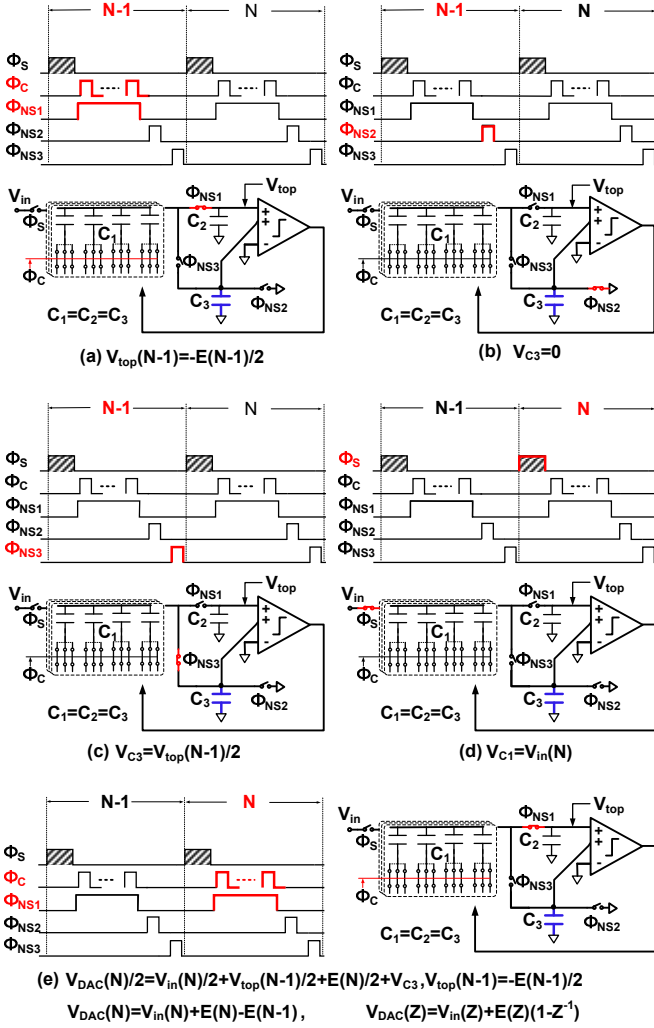 N-1 N
ΦS
ΦC
ΦNS1
ΦNS2
ΦNS3
Vin ΦS C1 ΦC ΦNS1 Vtop C2 ΦNS3 C3 ΦNS2
C1=C2=C3
(a) Vtop(N-1)=-E(N-1)/2
N-1 N
ΦS
ΦC
ΦNS1
ΦNS2
ΦNS3
Vin ΦS C1 ΦC ΦNS1 Vtop C2 ΦNS3 C3 ΦNS2
C1=C2=C3
(b) VC3=0
N-1 N
ΦS
ΦC
ΦNS1
ΦNS2
ΦNS3
Vin ΦS C1 ΦC ΦNS1 Vtop C2 ΦNS3 C3 ΦNS2
C1=C2=C3
(c) VC3=Vtop(N-1)/2
N-1 N
ΦS
ΦC
ΦNS1
ΦNS2
ΦNS3
Vin ΦS C1 ΦC ΦNS1 Vtop C2 ΦNS3 C3 ΦNS2
C1=C2=C3
(d) VC1=Vin(N)
N-1 N
ΦS
ΦC
ΦNS1
ΦNS2
ΦNS3
Vin ΦS C1 ΦC ΦNS1 Vtop C2 ΦNS3 C3 ΦNS2
C1=C2=C3
(e) VDAC(N)/2=Vin(N)/2+Vtop(N-1)/2+E(N)/2+VC3,Vtop(N-1)=-E(N-1)/2
VDAC(N)=Vin(N)+E(N)-E(N-1), VDAC(Z)=Vin(Z)+E(Z)(1-Z⁻¹)